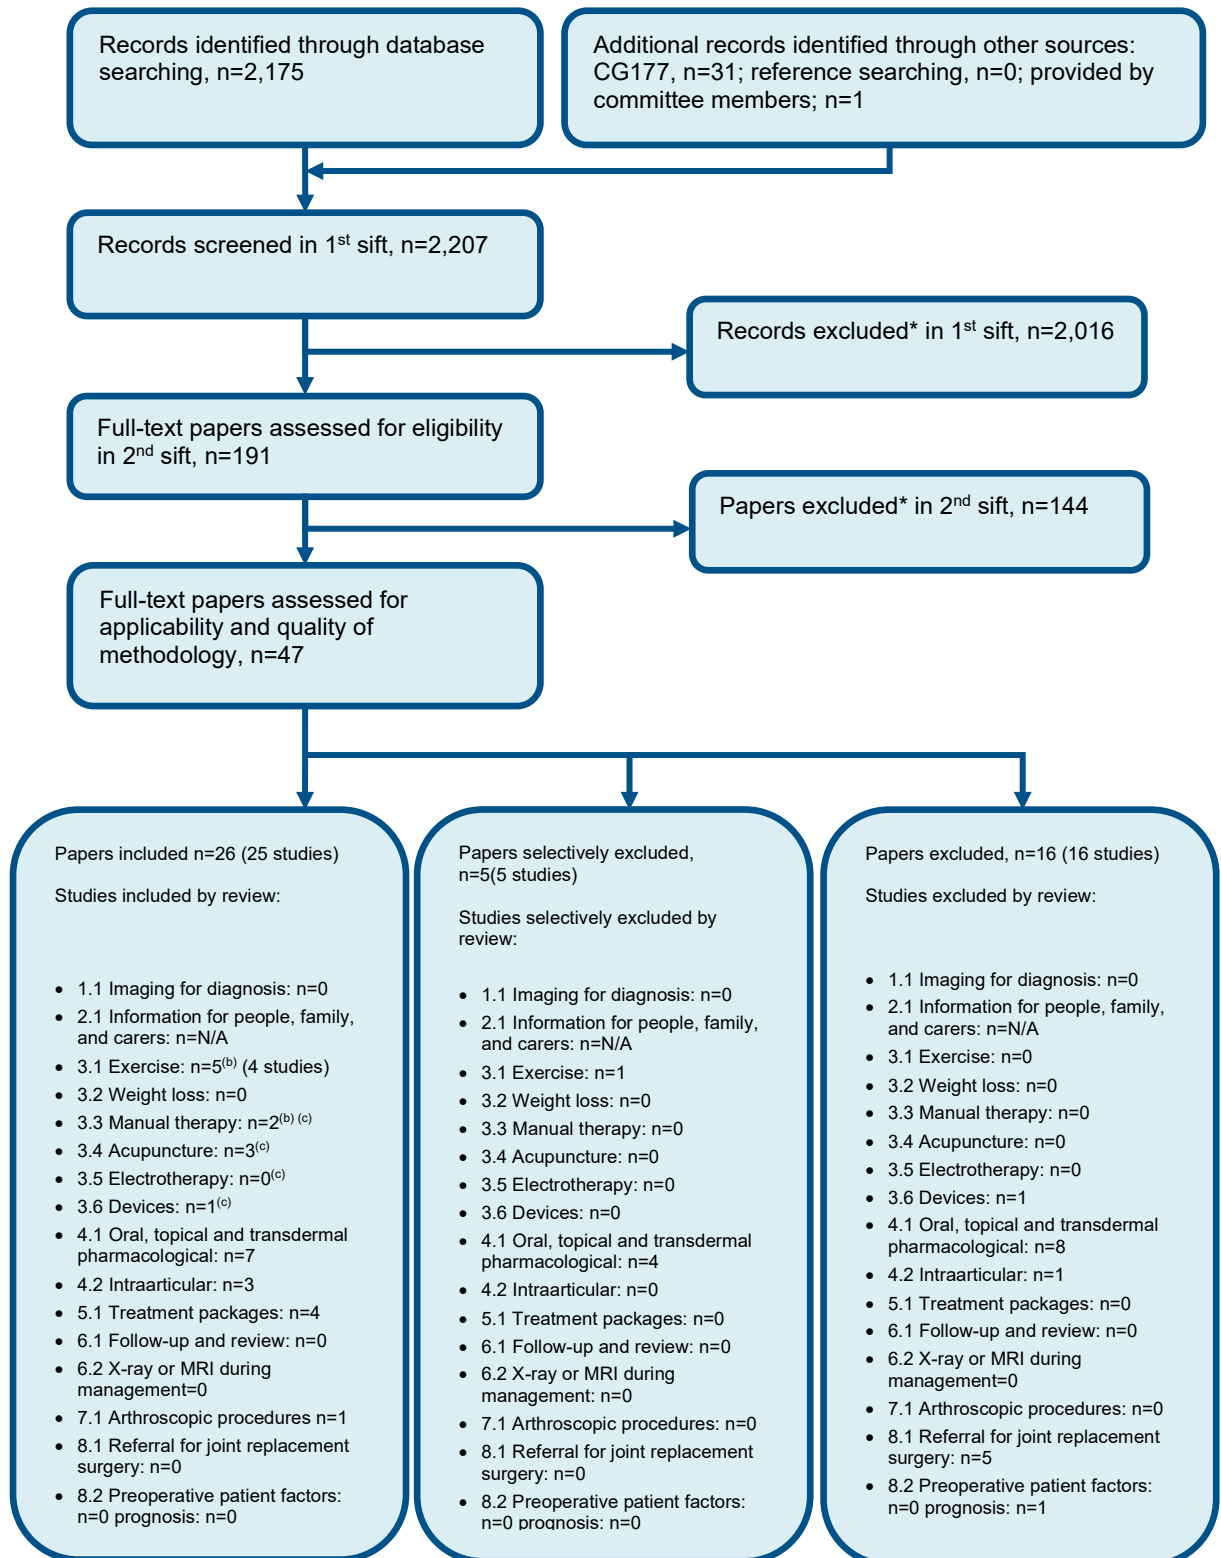 Records identified through database
searching, n=2,175
Additional records identified through other sources:
CG177, n=31; reference searching, n=0; provided by
committee members; n=1
Records screened in 1st sift, n=2,207
Records excluded* in 1st sift, n=2,016
Full-text papers assessed for eligibility
in 2nd sift, n=191
Papers excluded* in 2nd sift, n=144
Full-text papers assessed for
applicability and quality of
methodology, n=47
Papers included n=26 (25 studies)
Studies included by review:
• 1.1 Imaging for diagnosis: n=0
• 2.1 Information for people, family,
and carers: n=N/A
• 3.1 Exercise: n=5(b) (4 studies)
• 3.2 Weight loss: n=0
• 3.3 Manual therapy: n=2(b) (c)
• 3.4 Acupuncture: n=3(c)
• 3.5 Electrotherapy: n=0(c)
• 3.6 Devices: n=1(c)
• 4.1 Oral, topical and transdermal
pharmacological: n=7
• 4.2 Intraarticular: n=3
• 5.1 Treatment packages: n=4
• 6.1 Follow-up and review: n=0
• 6.2 X-ray or MRI during
management=0
• 7.1 Arthroscopic procedures n=1
• 8.1 Referral for joint replacement
surgery: n=0
• 8.2 Preoperative patient factors:
n=0 prognosis: n=0
Papers selectively excluded,
n=5(5 studies)
Studies selectively excluded by
review:
• 1.1 Imaging for diagnosis: n=0
• 2.1 Information for people, family,
and carers: n=N/A
• 3.1 Exercise: n=1
• 3.2 Weight loss: n=0
• 3.3 Manual therapy: n=0
• 3.4 Acupuncture: n=0
• 3.5 Electrotherapy: n=0
• 3.6 Devices: n=0
• 4.1 Oral, topical and transdermal
pharmacological: n=4
• 4.2 Intraarticular: n=0
• 5.1 Treatment packages: n=0
• 6.1 Follow-up and review: n=0
• 6.2 X-ray or MRI during
management: n=0
• 7.1 Arthroscopic procedures: n=0
• 8.1 Referral for joint replacement
surgery: n=0
• 8.2 Preoperative patient factors:
n=0 prognosis: n=0
Papers excluded, n=16 (16 studies)
Studies excluded by review:
• 1.1 Imaging for diagnosis: n=0
• 2.1 Information for people, family,
and carers: n=N/A
• 3.1 Exercise: n=0
• 3.2 Weight loss: n=0
• 3.3 Manual therapy: n=0
• 3.4 Acupuncture: n=0
• 3.5 Electrotherapy: n=0
• 3.6 Devices: n=1
• 4.1 Oral, topical and transdermal
pharmacological: n=8
• 4.2 Intraarticular: n=1
• 5.1 Treatment packages: n=0
• 6.1 Follow-up and review: n=0
• 6.2 X-ray or MRI during
management=0
• 7.1 Arthroscopic procedures: n=0
• 8.1 Referral for joint replacement
surgery: n=5
• 8.2 Preoperative patient factors:
n=0 prognosis: n=1